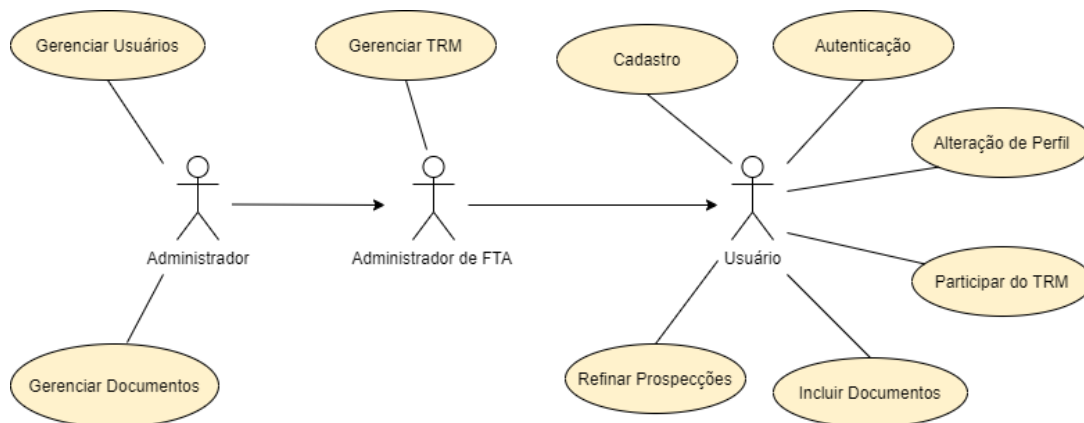 Gerenciar Usuários
Gerenciar TRM
Cadastro
Autenticação
Alteração de Perfil
Administrador
Administrador de FTA
Usuário
Participar do TRM
Gerenciar Documentos
Refinar Prospecções
Incluir Documentos